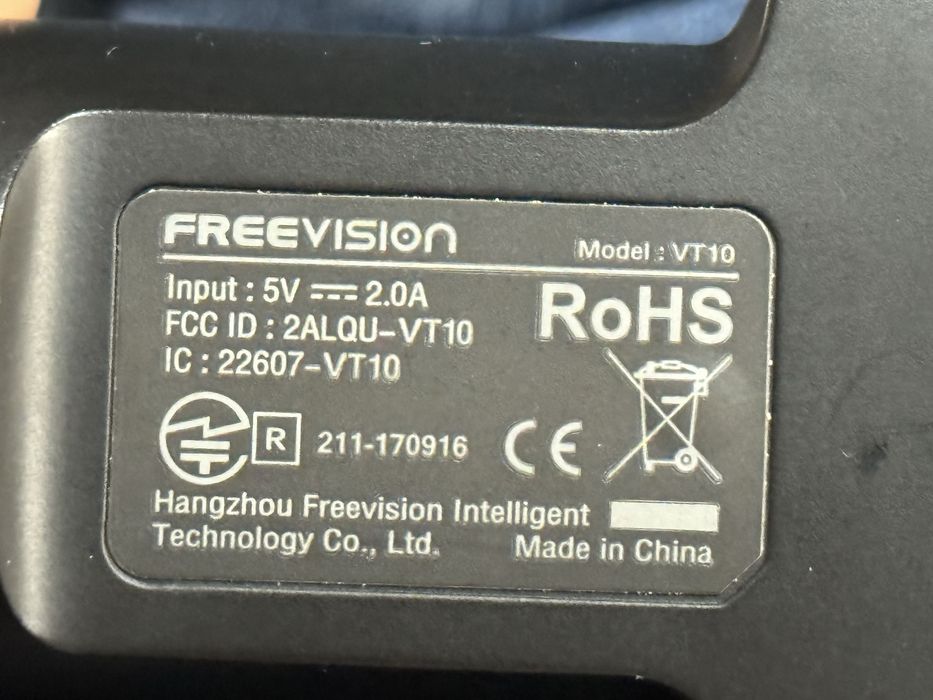 FREEVISION
Model : VT10
Input : 5V ⎓ 2.0A
FCC ID : 2ALQU-VT10
IC : 22607-VT10
RoHS
R 211-170916
CE
Hangzhou Freevision Intelligent
Technology Co., Ltd.
Made in China